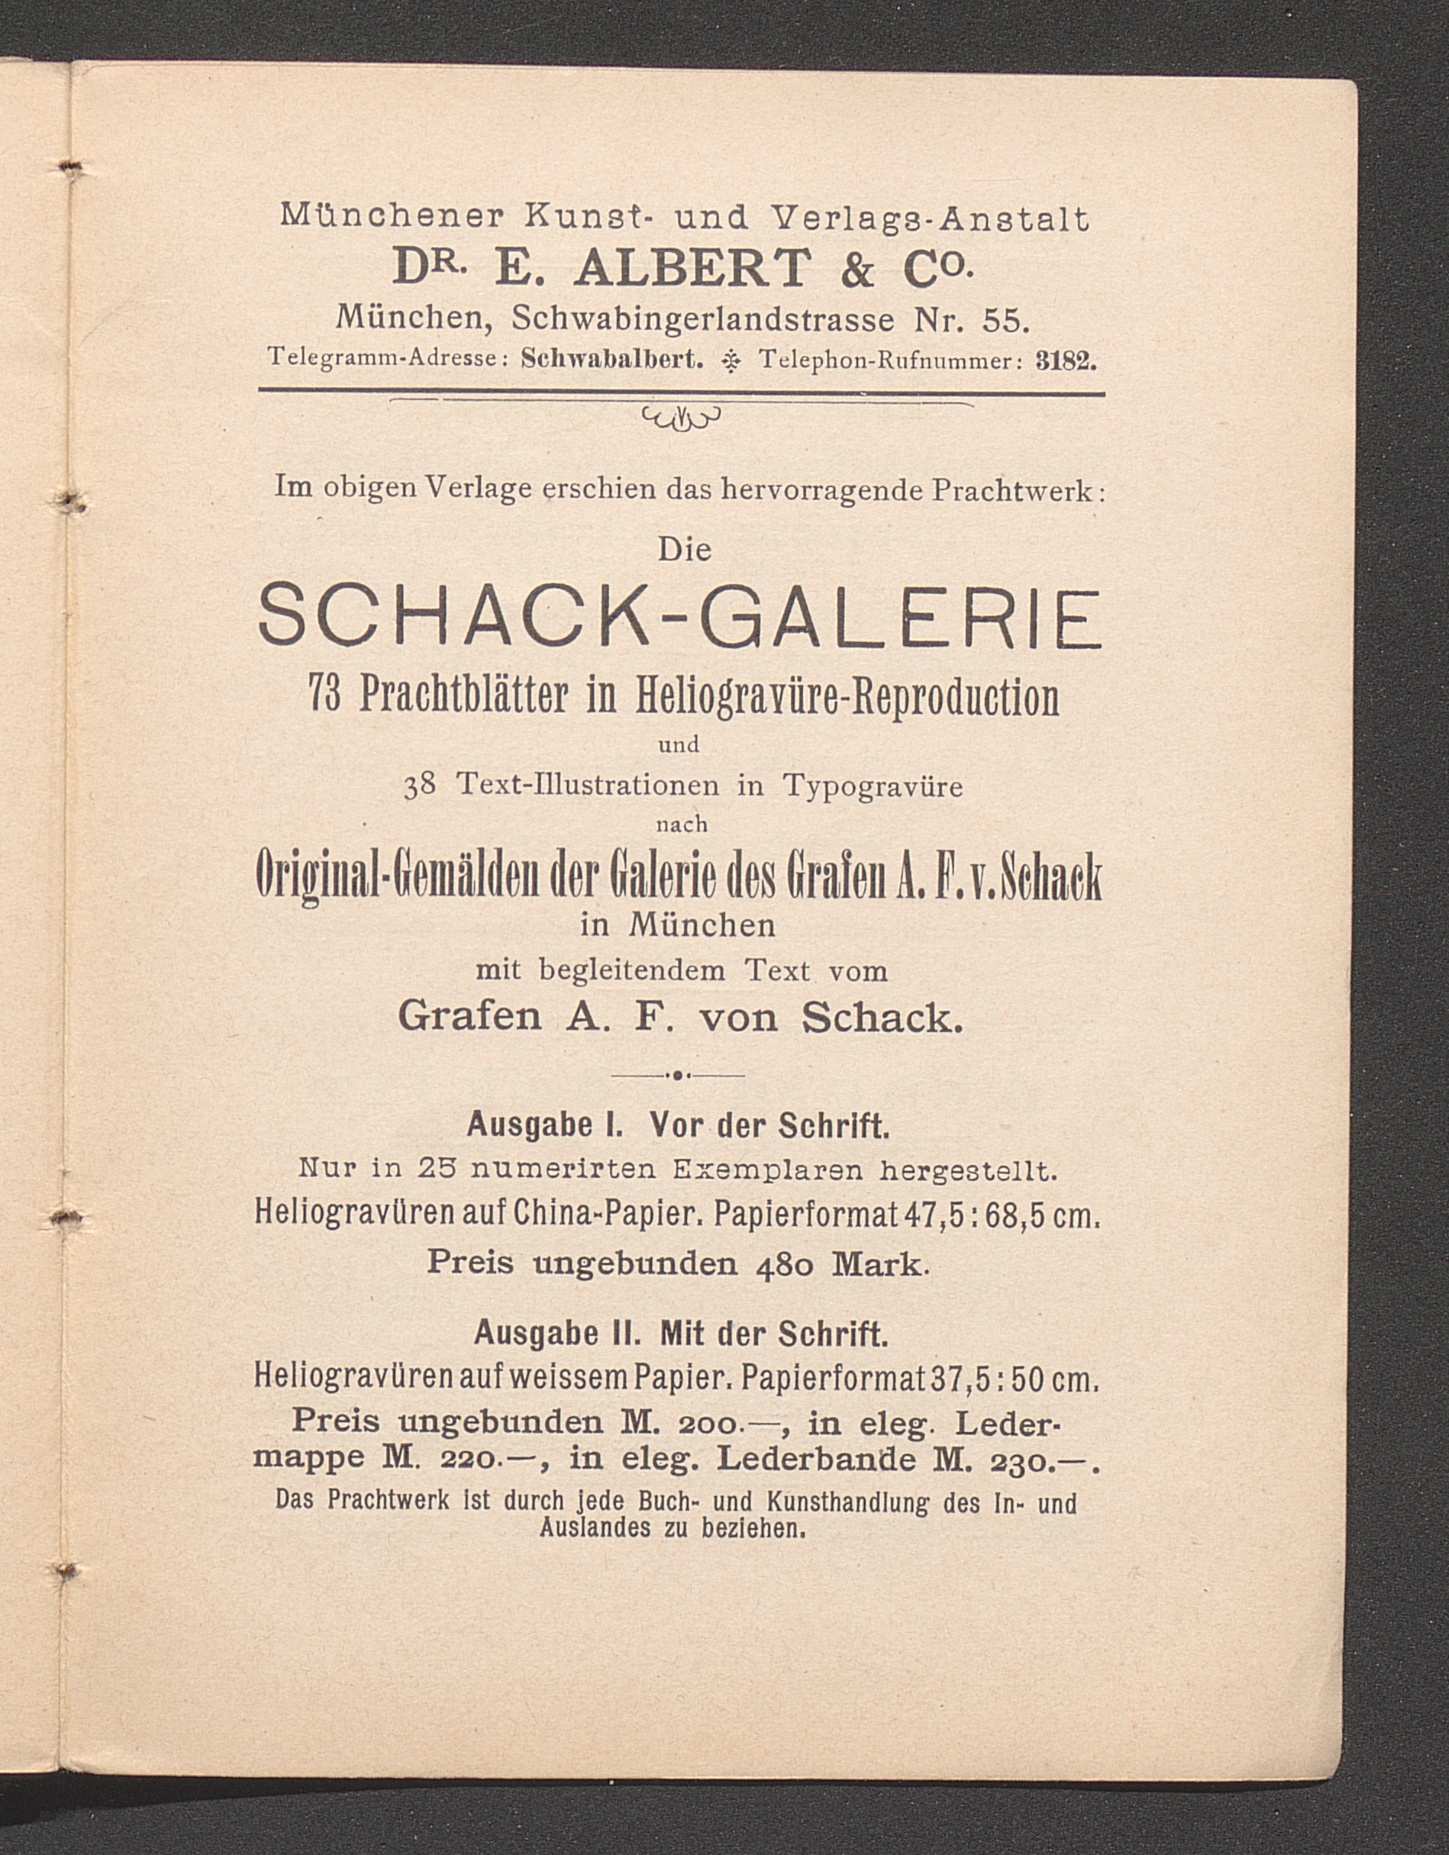 Münchener Kunst- und Verlags-Anstalt
DR. E. ALBERT & CO.
München, Schwabingerlandstrasse Nr. 55.
Telegramm-Adresse: Schwabalbert. Telephon-Rufnummer: 3182.
Im obigen Verlage erschien das hervorragende Prachtwerk:
Die
SCHACK-GALERIE
73 Prachtblätter in Heliogravüre-Reproduction
und
38 Text-Illustrationen in Typogravüre
nach
Original-Gemälden der Galerie des Grafen A. F. v. Schack
in München
mit begleitendem Text vom
Grafen A. F. von Schack.
Ausgabe I. Vor der Schrift.
Nur in 25 numerirten Exemplaren hergestellt.
Heliogravüren auf China-Papier. Papierformat 47,5:68,5 cm.
Preis ungebunden 480 Mark.
Ausgabe II. Mit der Schrift.
Heliogravüren auf weissem Papier. Papierformat 37,5:50 cm.
Preis ungebunden M. 200.—, in eleg. Leder-
mappe M. 220.—, in eleg. Lederbande M. 230.—.
Das Prachtwerk ist durch jede Buch- und Kunsthandlung des In- und
Auslandes zu beziehen.